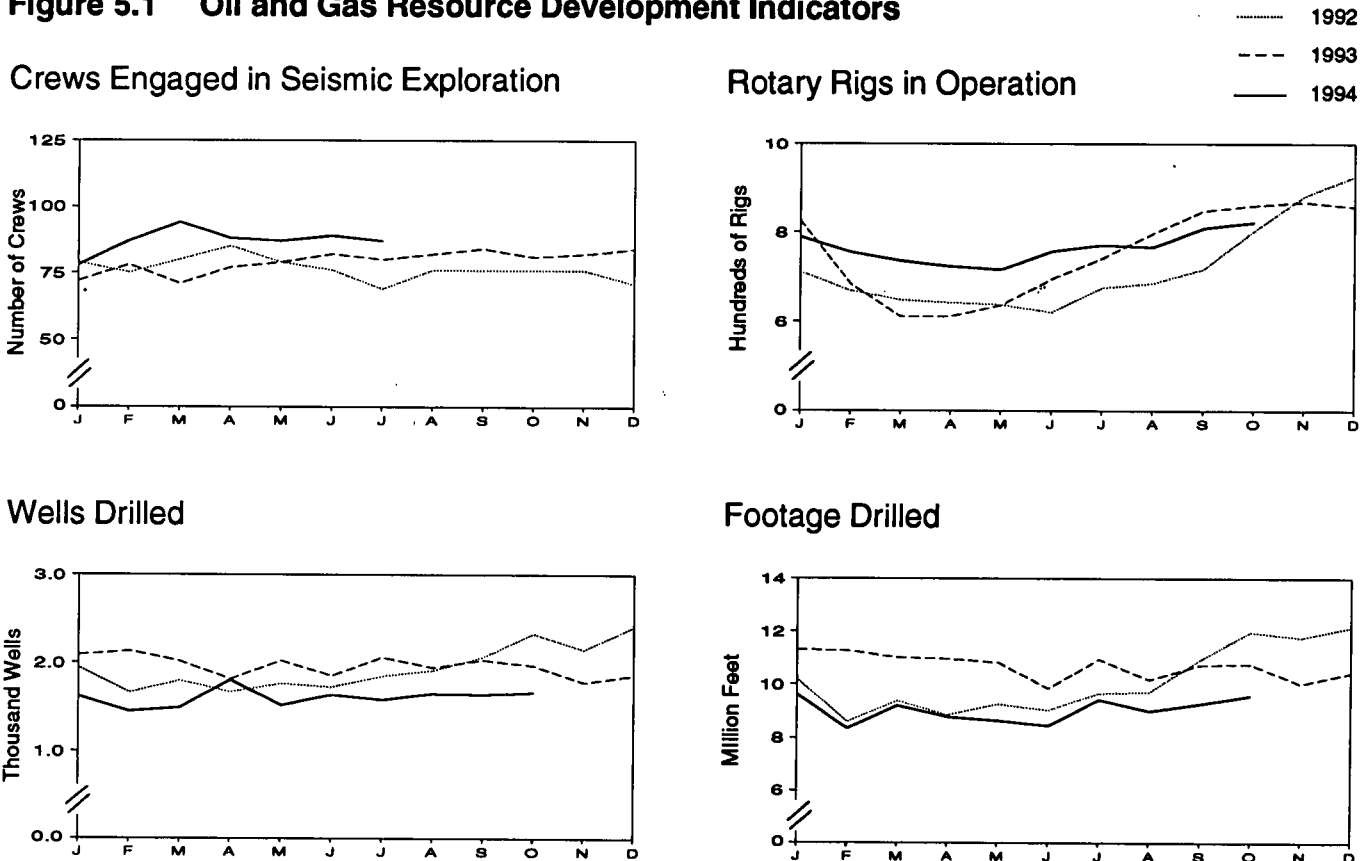 Figure 5.1 Oil and Gas Resource Development Indicators
1992
1993
1994
Crews Engaged in Seismic Exploration
Number of Crews
125
100
75
50
0
J F M A M J J A S O N D
Rotary Rigs in Operation
Hundreds of Rigs
10
8
6
0
J F M A M J J A S O N D
Wells Drilled
Thousand Wells
3.0
2.0
1.0
0.0
J F M A M J J A S O N D
Footage Drilled
Million Feet
14
12
10
8
6
0
J F M A M J J A S O N D